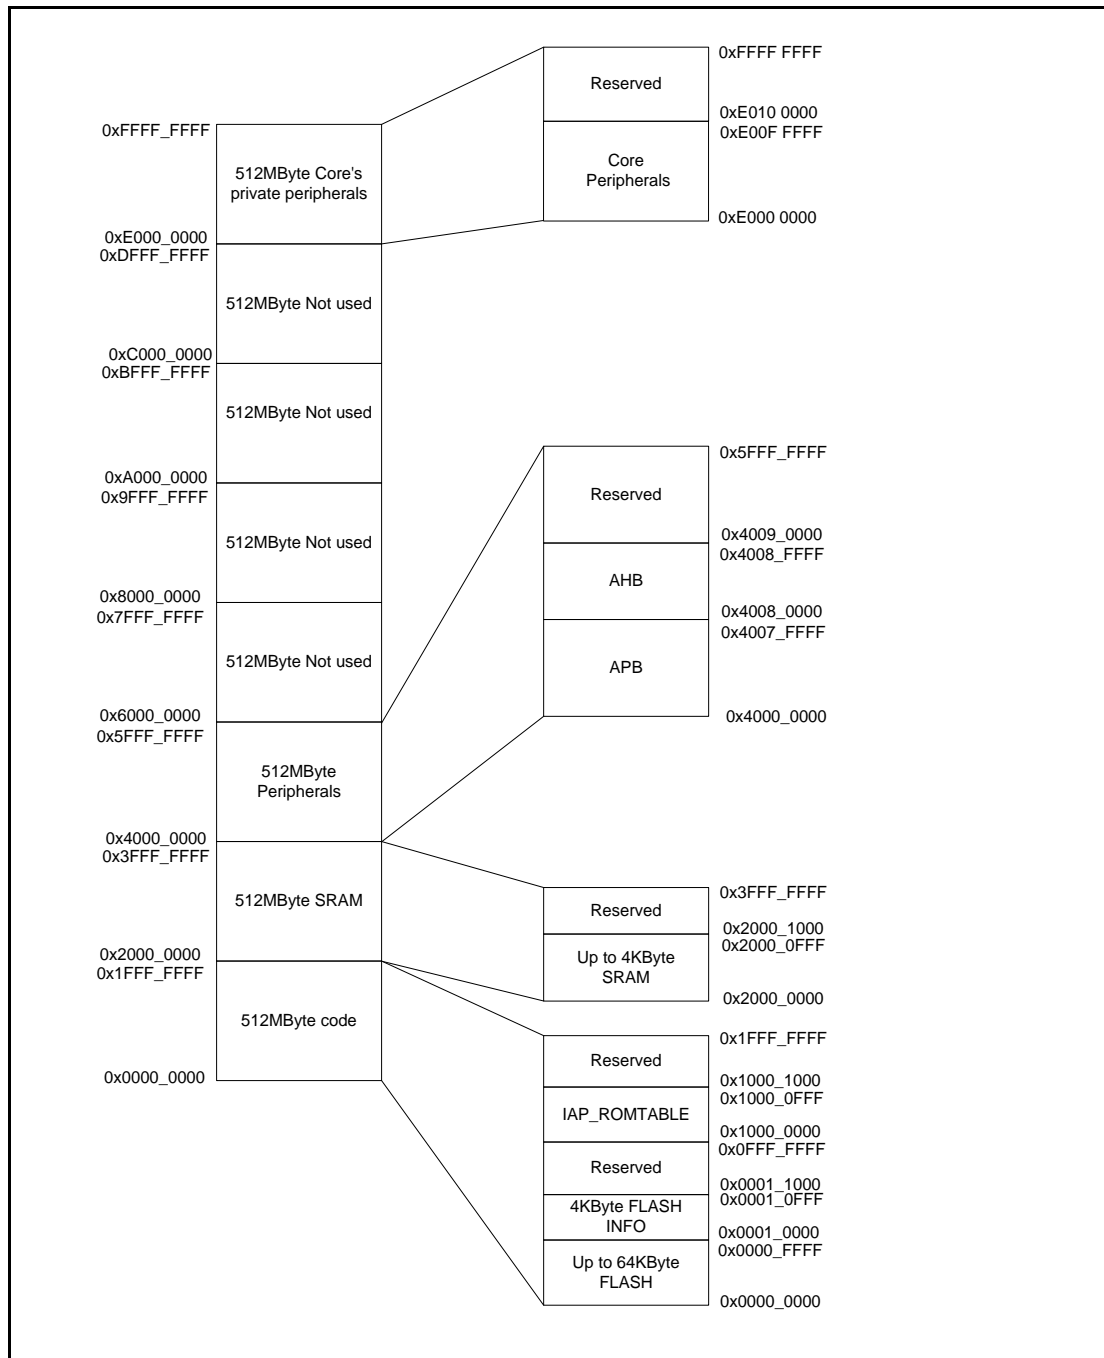 0xFFFF_FFFF
512MByte Core's
private peripherals
0xE000_0000
0xDFFF_FFFF
512MByte Not used
0xC000_0000
0xBFFF_FFFF
512MByte Not used
0xA000_0000
0x9FFF_FFFF
512MByte Not used
0x8000_0000
0x7FFF_FFFF
512MByte Not used
0x6000_0000
0x5FFF_FFFF
512MByte
Peripherals
0x4000_0000
0x3FFF_FFFF
512MByte SRAM
0x2000_0000
0x1FFF_FFFF
512MByte code
0x0000_0000
0xFFFF FFFF
Reserved
0xE010 0000
0xE00F FFFF
Core
Peripherals
0xE000 0000
0x5FFF_FFFF
Reserved
0x4009_0000
0x4008_FFFF
AHB
0x4008_0000
0x4007_FFFF
APB
0x4000_0000
0x3FFF_FFFF
Reserved
0x2000_1000
0x2000_0FFF
Up to 4KByte
SRAM
0x2000_0000
0x1FFF_FFFF
Reserved
0x1000_1000
0x1000_0FFF
IAP_ROMTABLE
0x1000_0000
0x0FFF_FFFF
Reserved
0x0001_1000
0x0001_0FFF
4KByte FLASH
INFO
0x0001_0000
0x0000_FFFF
Up to 64KByte
FLASH
0x0000_0000